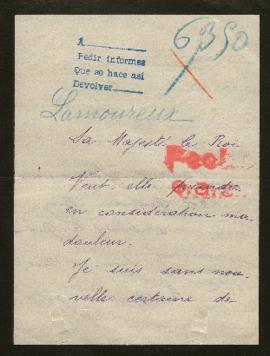 A
Pedir informes
Que se hace así
Devolver
6350
Lamoureux
Sa Majesté le Roi
Veut-elle prendre
en considération ma
douleur.
Je suis sans nou-
velle certaine de